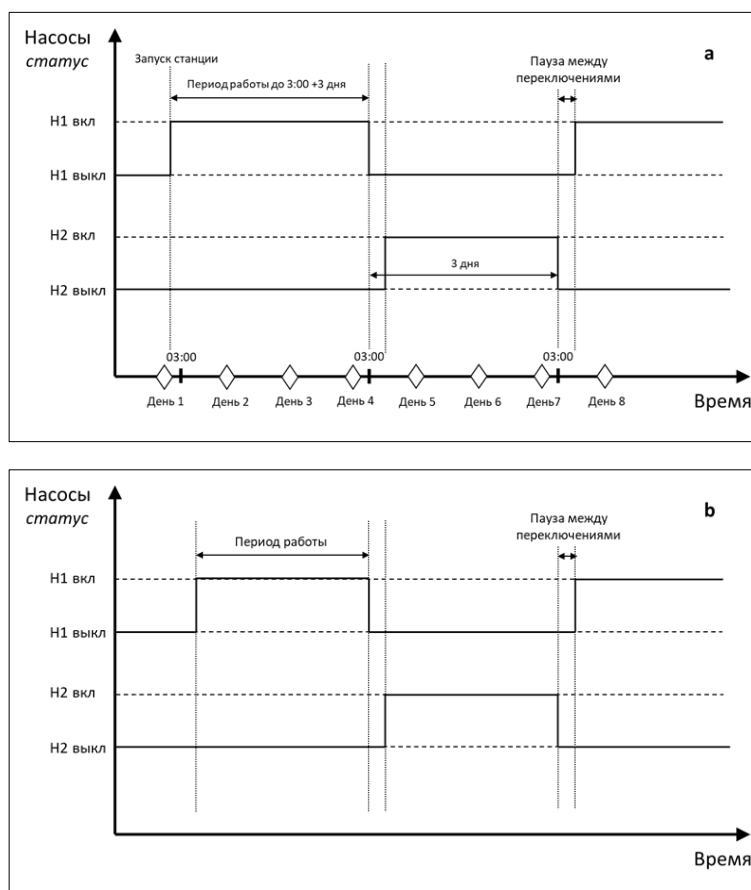 Насосы
статус
a
Запуск станции
Период работы до 3:00 +3 дня
Пауза между
переключениями
Н1 вкл
Н1 выкл
Н2 вкл
3 дня
Н2 выкл
03:00 03:00 03:00
День 1 День 2 День 3 День 4 День 5 День 6 День7 День 8
Время
Насосы
статус
b
Период работы
Пауза между
переключениями
Н1 вкл
Н1 выкл
Н2 вкл
Н2 выкл
Время